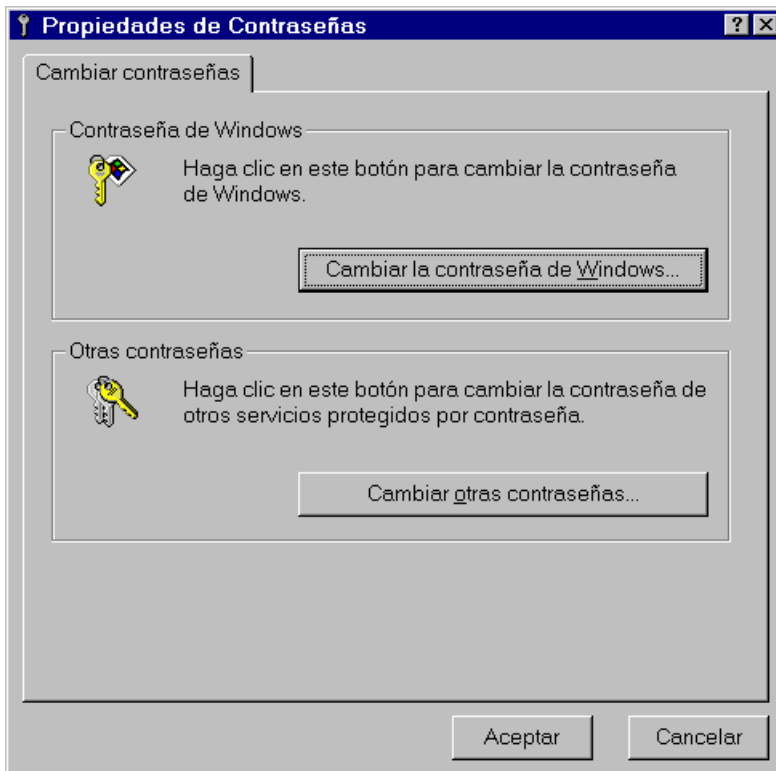 Propiedades de Contraseñas
Cambiar contraseñas
Contraseña de Windows
Haga clic en este botón para cambiar la contraseña
de Windows.
Cambiar la contraseña de Windows...
Otras contraseñas
Haga clic en este botón para cambiar la contraseña de
otros servicios protegidos por contraseña.
Cambiar otras contraseñas...
Aceptar
Cancelar